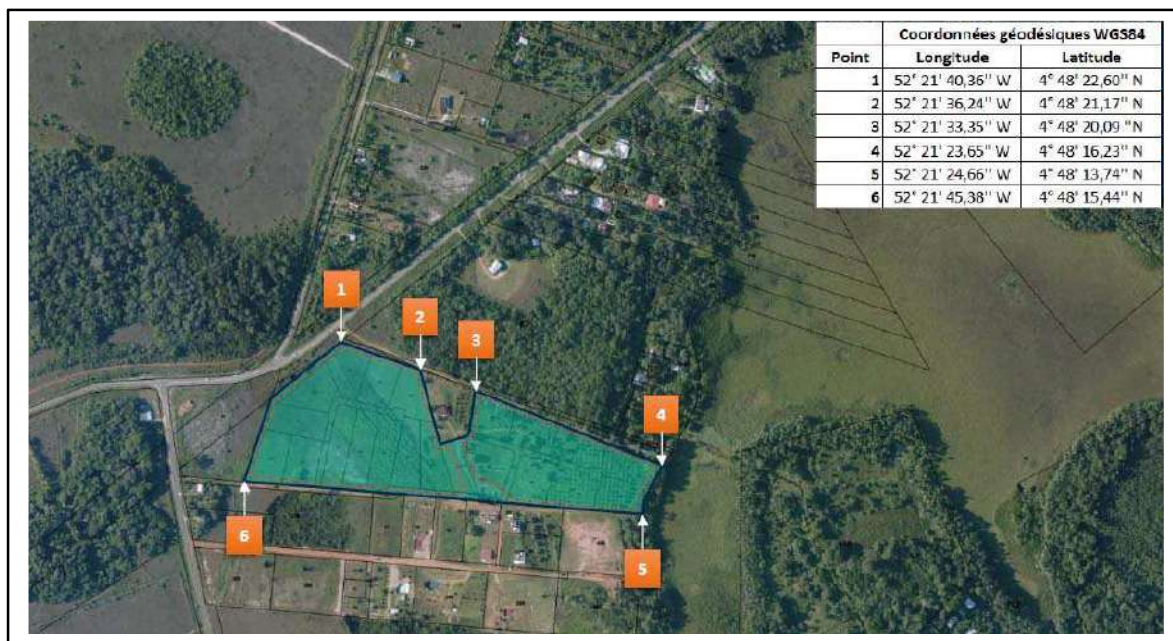 Coordonnées géodésiques WGS84
Point Longitude Latitude
1 52° 21' 40,36'' W 4° 48' 22,60'' N
2 52° 21' 36,24'' W 4° 48' 21,17'' N
3 52° 21' 33,35'' W 4° 48' 20,09 ''N
4 52° 21' 23,65'' W 4° 48' 16,23'' N
5 52° 21' 24,66'' W 4° 48' 13,74'' N
6 52° 21' 45,38'' W 4° 48' 15,44'' N
1
2
3
4
6
5